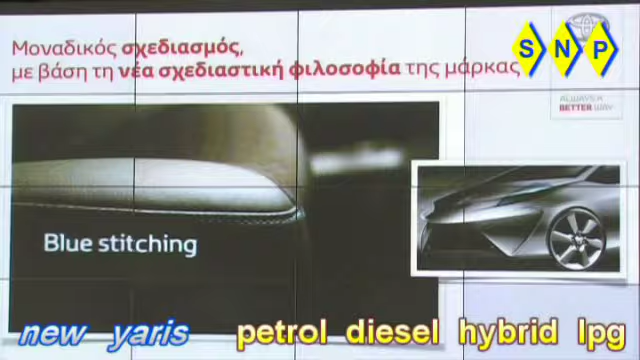 Μοναδικός σχεδιασμός,
με βάση τη νέα σχεδιαστική φιλοσοφία της μάρκας
SNP
ALWAYS A
BETTER WAY
Blue stitching
new yaris petrol diesel hybrid lpg